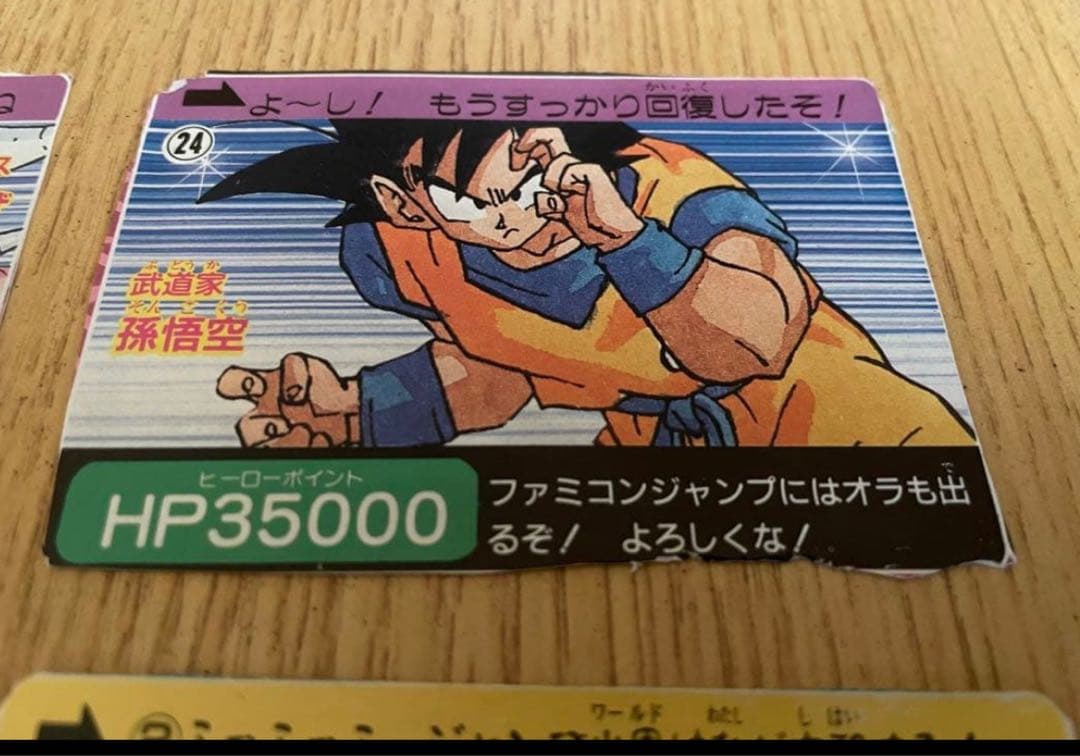 よ〜し！ もうすっかり回復したぞ！
かいふく
24
ぶどうか
武道家
そんごくう
孫悟空
ヒーローポイント
HP35000
ファミコンジャンプにはオラも出
で
るぞ！ よろしくな！
ね
ス
ワールド わたし しはい